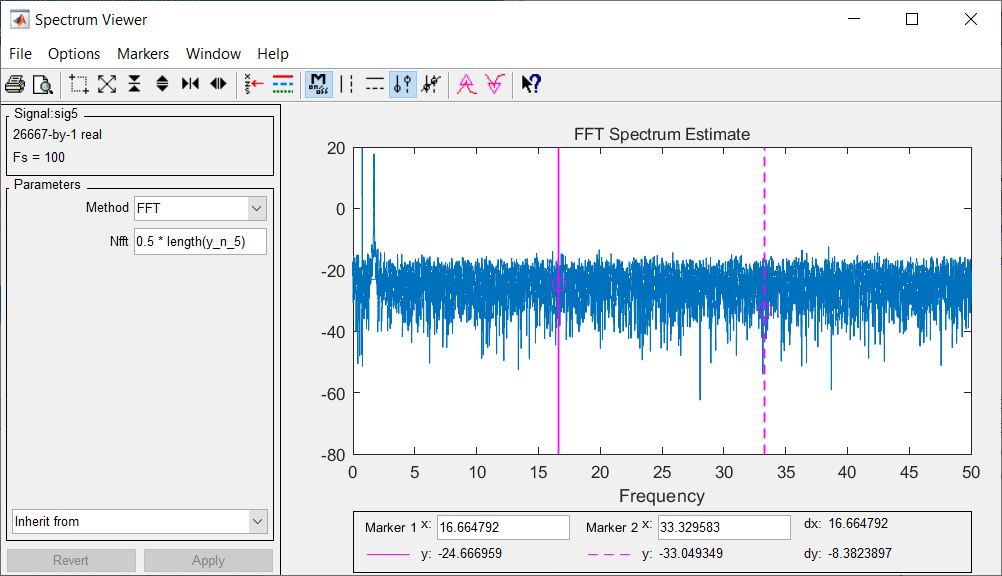 Spectrum Viewer
File Options Markers Window Help
M
on/off
Signal:sig5
26667-by-1 real
Fs = 100
Parameters
Method FFT
Nfft 0.5 * length(y_n_5)
Inherit from
Revert Apply
FFT Spectrum Estimate
20
0
-20
-40
-60
-80
0 5 10 15 20 25 30 35 40 45 50
Frequency
Marker 1 x: 16.664792 Marker 2 x: 33.329583 dx: 16.664792
y: -24.666959 y: -33.049349 dy: -8.3823897